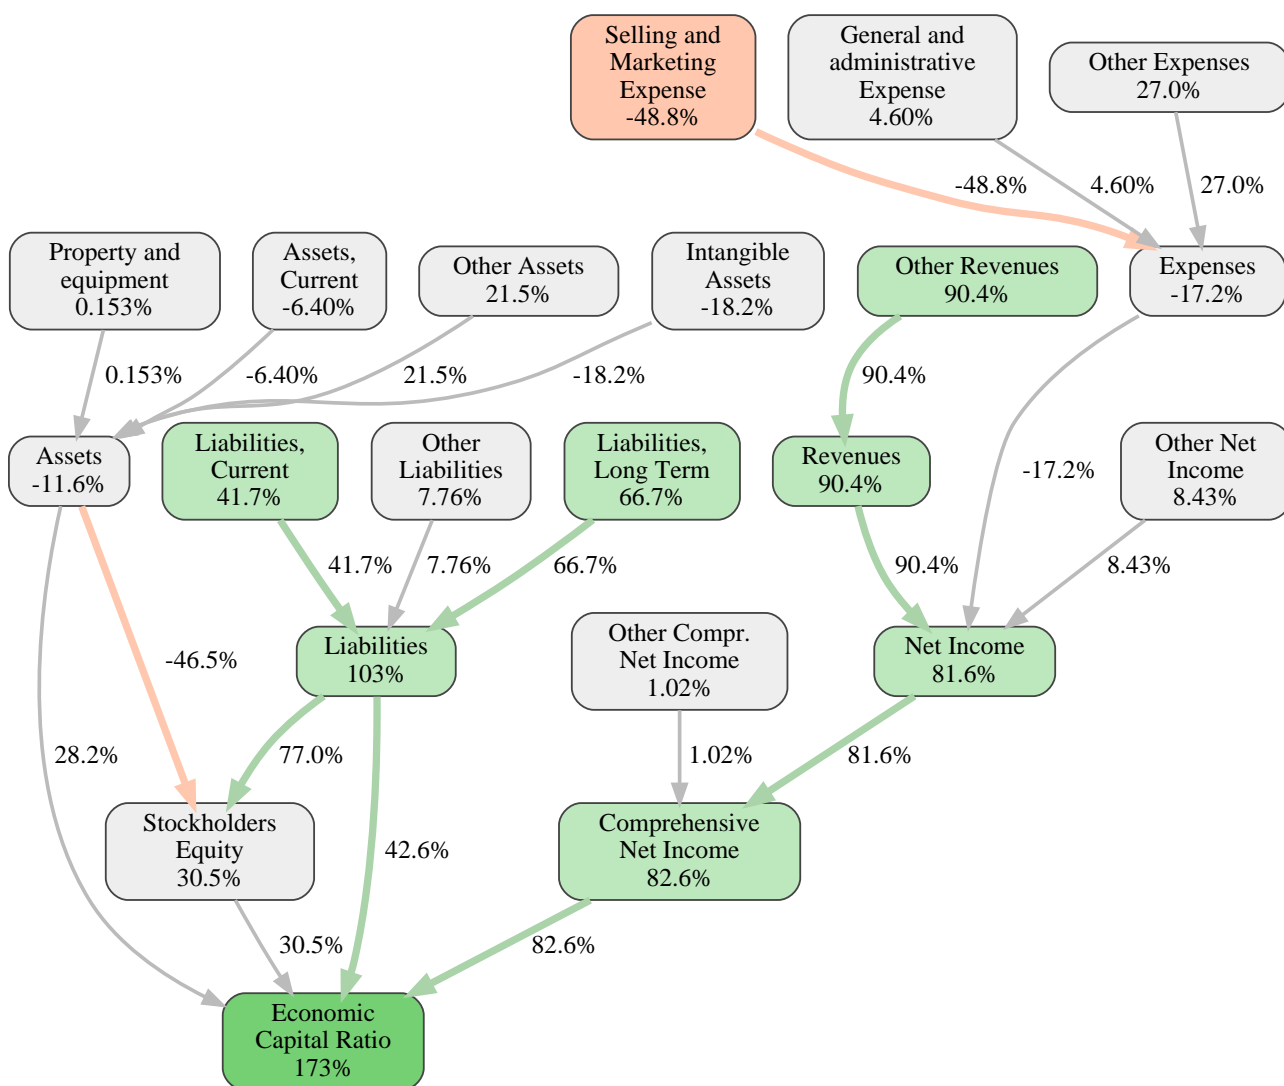 Selling and
Marketing
Expense
-48.8%
General and
administrative
Expense
4.60%
Other Expenses
27.0%
-48.8%
4.60%
27.0%
Property and
equipment
0.153%
Assets,
Current
-6.40%
Other Assets
21.5%
Intangible
Assets
-18.2%
Other Revenues
90.4%
Expenses
-17.2%
0.153%
-6.40%
21.5%
-18.2%
90.4%
Assets
-11.6%
Liabilities,
Current
41.7%
Other
Liabilities
7.76%
Liabilities,
Long Term
66.7%
Revenues
90.4%
-17.2%
Other Net
Income
8.43%
41.7%
7.76%
66.7%
90.4%
8.43%
-46.5%
Liabilities
103%
Other Compr.
Net Income
1.02%
Net Income
81.6%
28.2%
77.0%
1.02%
81.6%
Stockholders
Equity
30.5%
42.6%
Comprehensive
Net Income
82.6%
30.5%
82.6%
Economic
Capital Ratio
173%